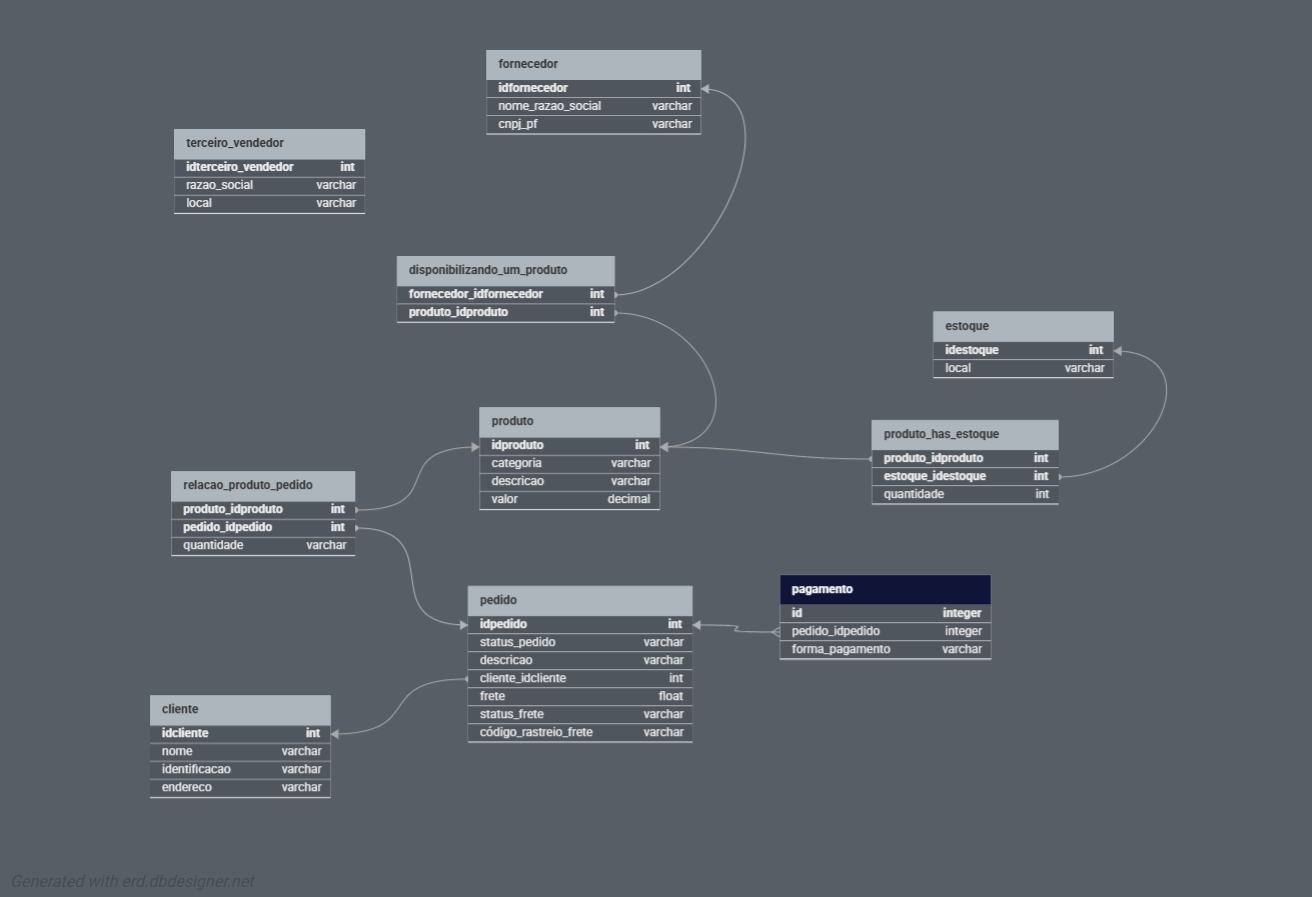 fornecedor
idfornecedor int
nome_razao_social varchar
cnpj_pf varchar
terceiro_vendedor
idterceiro_vendedor int
razao_social varchar
local varchar
disponibilizando_um_produto
fornecedor_idfornecedor int
produto_idproduto int
estoque
idestoque int
local varchar
produto
idproduto int
categoria varchar
descricao varchar
valor decimal
produto_has_estoque
produto_idproduto int
estoque_idestoque int
quantidade int
relacao_produto_pedido
produto_idproduto int
pedido_idpedido int
quantidade varchar
pedido
idpedido int
status_pedido varchar
descricao varchar
cliente_idcliente int
frete float
status_frete varchar
código_rastreio_frete varchar
pagamento
id integer
pedido_idpedido integer
forma_pagamento varchar
cliente
idcliente int
nome varchar
identificacao varchar
endereco varchar
Generated with erd.dbdesigner.net